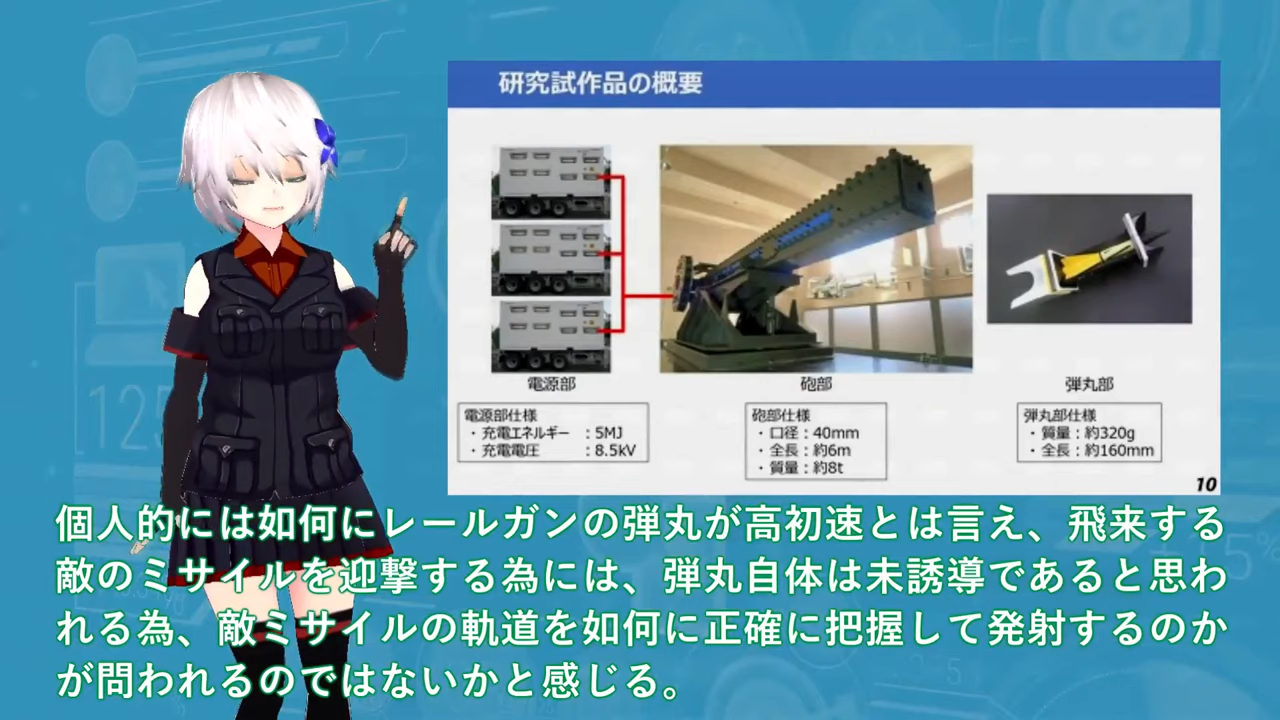 研究試作品の概要
電源部
砲部
弾丸部
電源部仕様
・充電エネルギー ：5MJ
・充電電圧 ：8.5kV
砲部仕様
・口径：40mm
・全長：約6m
・質量：約8t
弾丸部仕様
・質量：約320g
・全長：約160mm
10
個人的には如何にレールガンの弾丸が高初速とは言え、飛来する
敵のミサイルを迎撃する為には、弾丸自体は未誘導であると思わ
れる為、敵ミサイルの軌道を如何に正確に把握して発射するのか
が問われるのではないかと感じる。
125